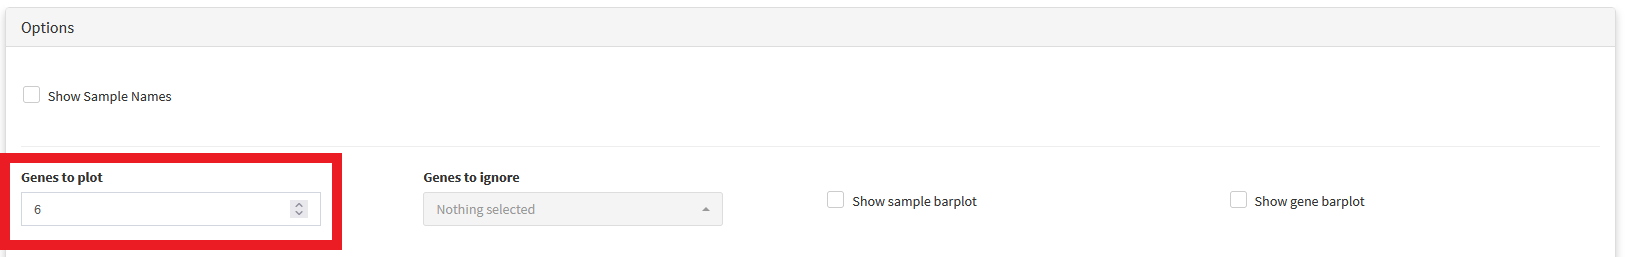 Options
Show Sample Names
Genes to plot
6
Genes to ignore
Nothing selected
Show sample barplot
Show gene barplot